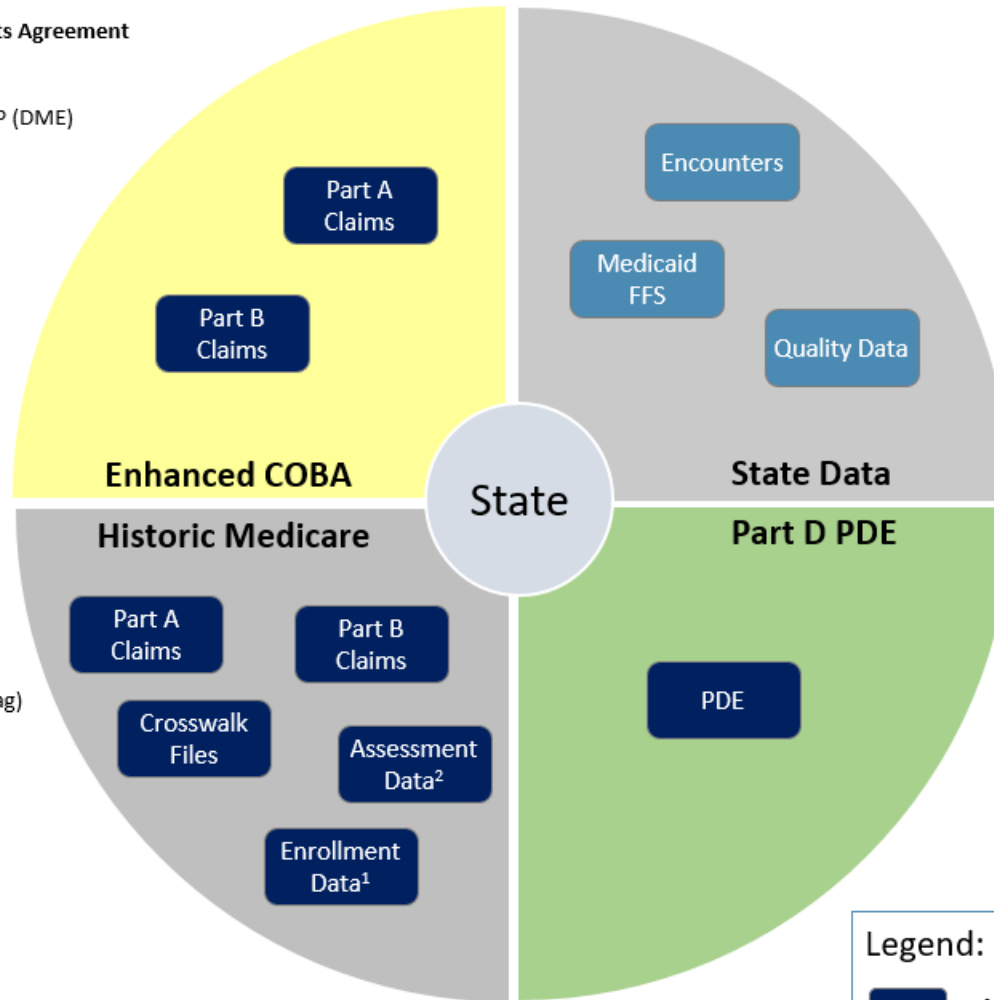 ts Agreement
P (DME)
Part A
Claims
Part B
Claims
Enhanced COBA
Encounters
Medicaid
FFS
Quality Data
State Data
State
Historic Medicare
Part A
Claims
Part B
Claims
Crosswalk
Files
Assessment
Data²
Enrollment
Data¹
ag)
Part D PDE
PDE
Legend: